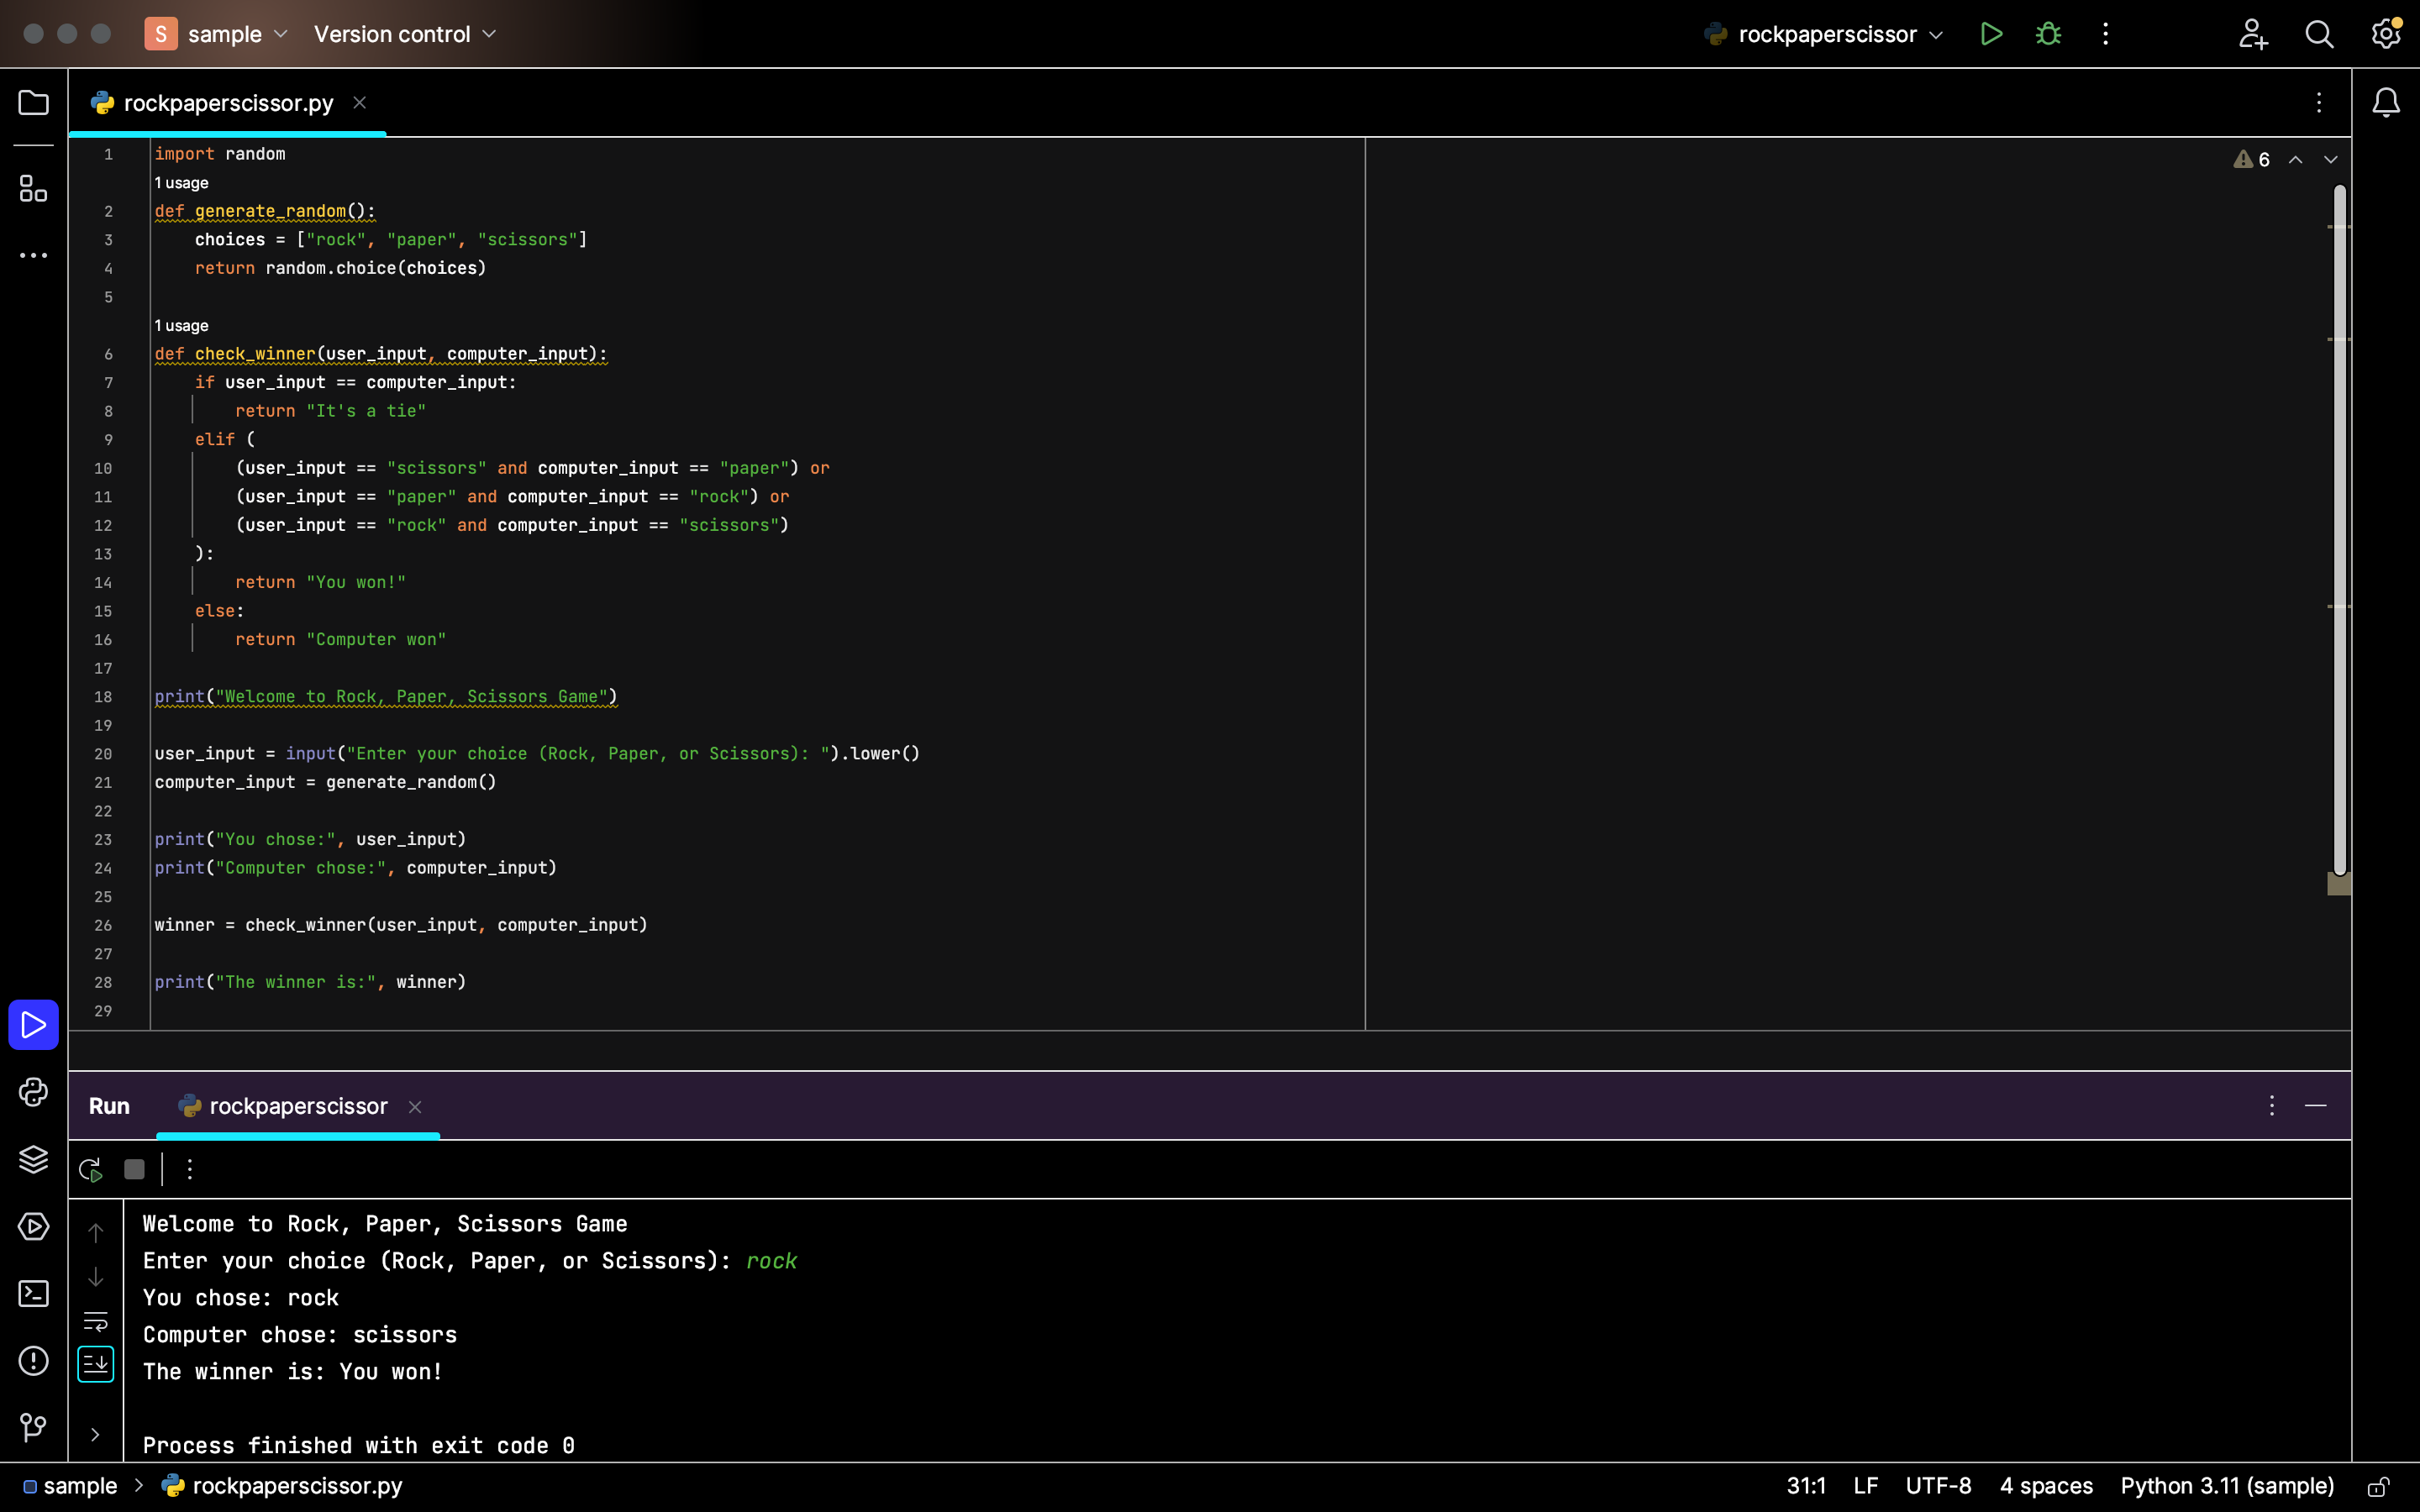 S sample Version control rockpaperscissor
rockpaperscissor.py
6
1 import random
1 usage
2 def generate_random():
3     choices = ["rock", "paper", "scissors"]
4     return random.choice(choices)
5
1 usage
6 def check_winner(user_input, computer_input):
7     if user_input == computer_input:
8         return "It's a tie"
9     elif (
10         (user_input == "scissors" and computer_input == "paper") or
11         (user_input == "paper" and computer_input == "rock") or
12         (user_input == "rock" and computer_input == "scissors")
13     ):
14         return "You won!"
15     else:
16         return "Computer won"
17
18 print("Welcome to Rock, Paper, Scissors Game")
19
20 user_input = input("Enter your choice (Rock, Paper, or Scissors): ").lower()
21 computer_input = generate_random()
22
23 print("You chose:", user_input)
24 print("Computer chose:", computer_input)
25
26 winner = check_winner(user_input, computer_input)
27
28 print("The winner is:", winner)
29
Run rockpaperscissor
Welcome to Rock, Paper, Scissors Game
Enter your choice (Rock, Paper, or Scissors): rock
You chose: rock
Computer chose: scissors
The winner is: You won!
Process finished with exit code 0
sample > rockpaperscissor.py 31:1 LF UTF-8 4 spaces Python 3.11 (sample)